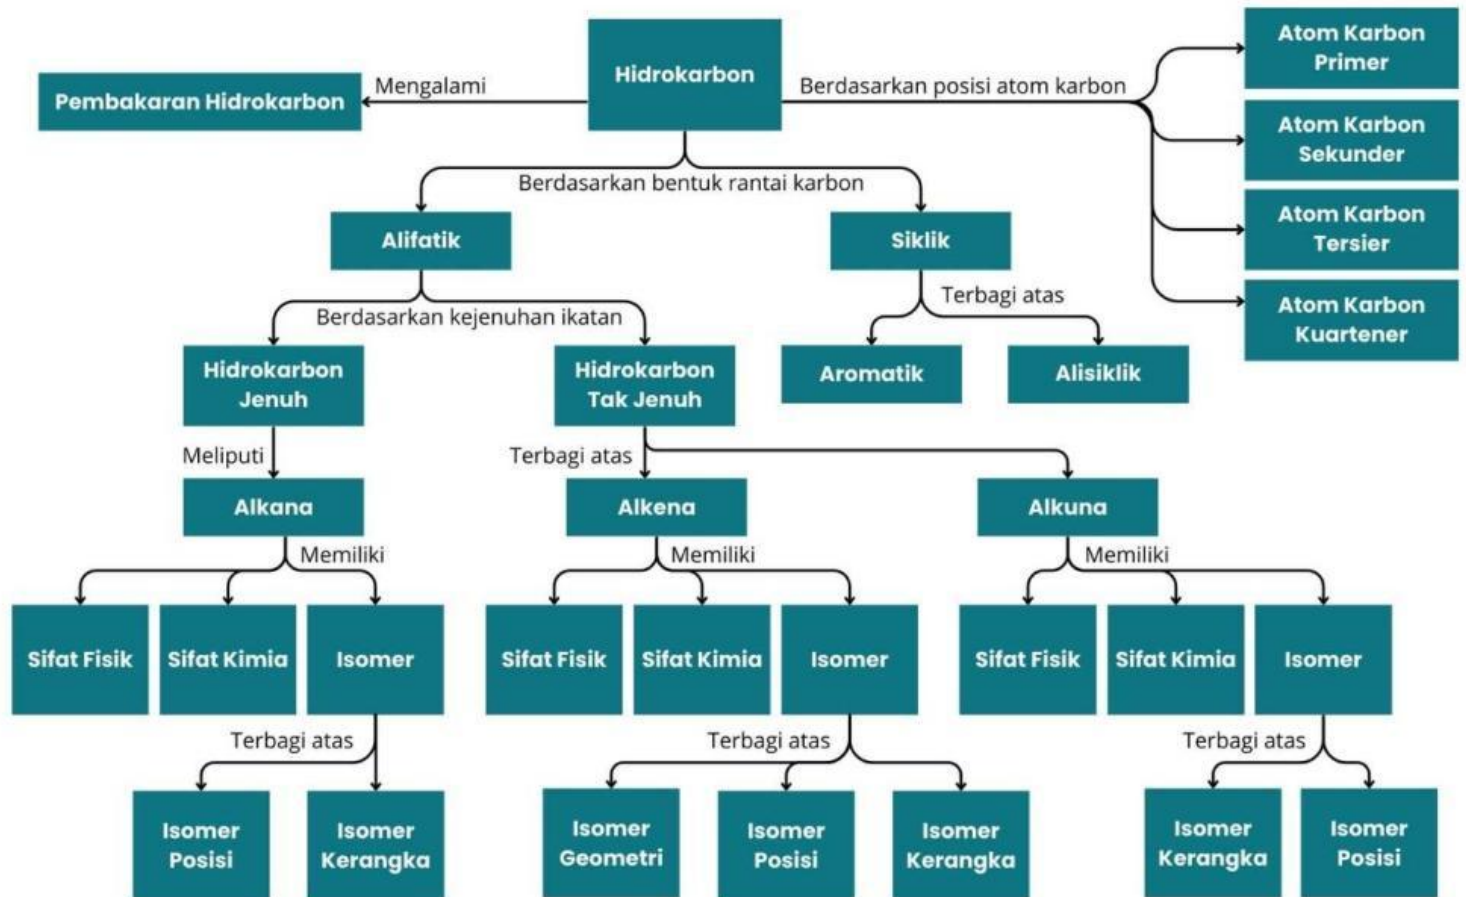 Hidrokarbon
Pembakaran Hidrokarbon
Mengalami
Berdasarkan posisi atom karbon
Atom Karbon
Primer
Atom Karbon
Sekunder
Atom Karbon
Tersier
Atom Karbon
Kuartener
Berdasarkan bentuk rantai karbon
Alifatik
Siklik
Berdasarkan kejenuhan ikatan
Terbagi atas
Hidrokarbon
Jenuh
Hidrokarbon
Tak Jenuh
Aromatik
Alisiklik
Meliputi
Terbagi atas
Alkana
Alkena
Alkuna
Memiliki
Memiliki
Memiliki
Sifat Fisik
Sifat Kimia
Isomer
Sifat Fisik
Sifat Kimia
Isomer
Sifat Fisik
Sifat Kimia
Isomer
Terbagi atas
Terbagi atas
Terbagi atas
Isomer
Posisi
Isomer
Kerangka
Isomer
Geometri
Isomer
Posisi
Isomer
Kerangka
Isomer
Kerangka
Isomer
Posisi